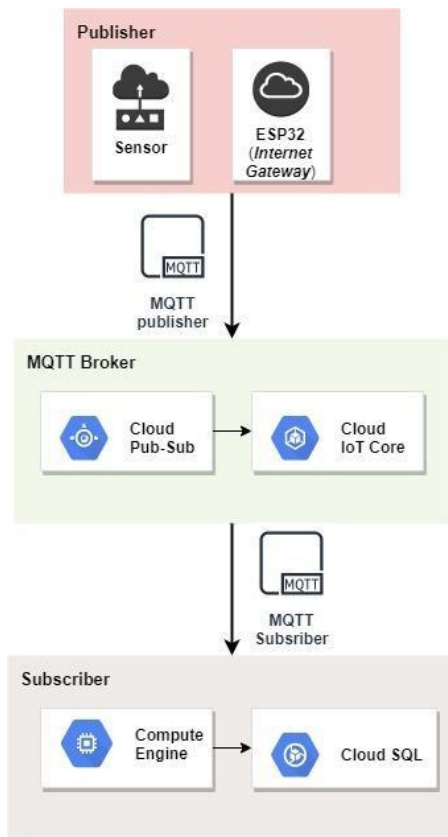 Publisher
Sensor
ESP32
(Internet
Gateway)
MQTT
MQTT
publisher
MQTT Broker
Cloud
Pub-Sub
Cloud
IoT Core
MQTT
MQTT
Subsriber
Subscriber
Compute
Engine
Cloud SQL